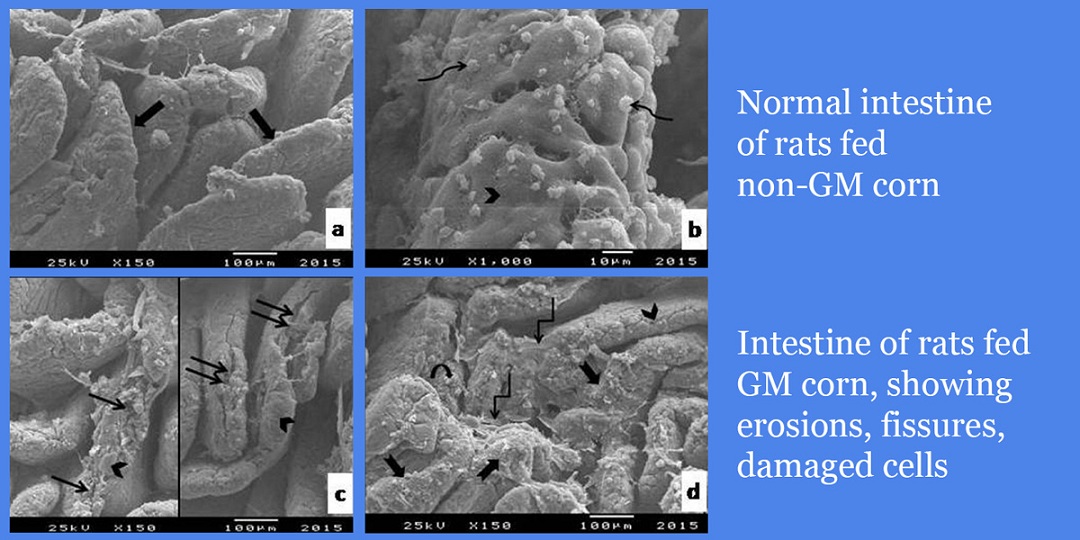 a
25kV X150 100µm 2015
b
25kV X1,000 10µm 2015
Normal intestine
of rats fed
non-GM corn
c
25kV X150 100µm 2015
d
25kV X150 100µm 2015
Intestine of rats fed
GM corn, showing
erosions, fissures,
damaged cells